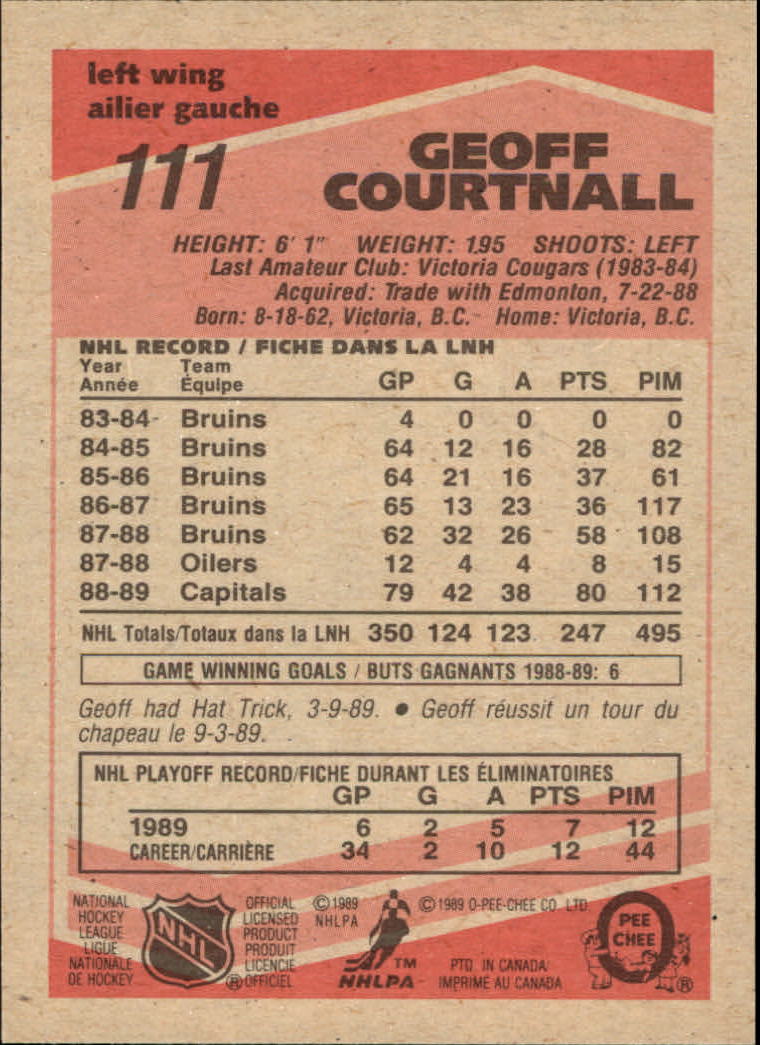 left wing
ailier gauche
111
GEOFF
COURTNALL
HEIGHT: 6' 1" WEIGHT: 195 SHOOTS: LEFT
Last Amateur Club: Victoria Cougars (1983-84)
Acquired: Trade with Edmonton, 7-22-88
Born: 8-18-62, Victoria, B.C. Home: Victoria, B.C.
NHL RECORD / FICHE DANS LA LNH
Year Team
Année Équipe GP G A PTS PIM
83-84 Bruins 4 0 0 0 0
84-85 Bruins 64 12 16 28 82
85-86 Bruins 64 21 16 37 61
86-87 Bruins 65 13 23 36 117
87-88 Bruins 62 32 26 58 108
87-88 Oilers 12 4 4 8 15
88-89 Capitals 79 42 38 80 112
NHL Totals/Totaux dans la LNH 350 124 123 247 495
GAME WINNING GOALS / BUTS GAGNANTS 1988-89: 6
Geoff had Hat Trick, 3-9-89. ● Geoff réussit un tour du
chapeau le 9-3-89.
NHL PLAYOFF RECORD/FICHE DURANT LES ÉLIMINATOIRES
GP G A PTS PIM
1989 6 2 5 7 12
CAREER/CARRIÈRE 34 2 10 12 44
NATIONAL
HOCKEY
LEAGUE
LIGUE
NATIONALE
DE HOCKEY
NHL
®
OFFICIAL
LICENSED
PRODUCT
PRODUIT
LICENCIE
OFFICIEL
© 1989
NHLPA
TM
NHLPA
© 1989 O-PEE-CHEE CO LTD
PTD IN CANADA
IMPRIME AU CANADA
O
PEE
CHEE
®